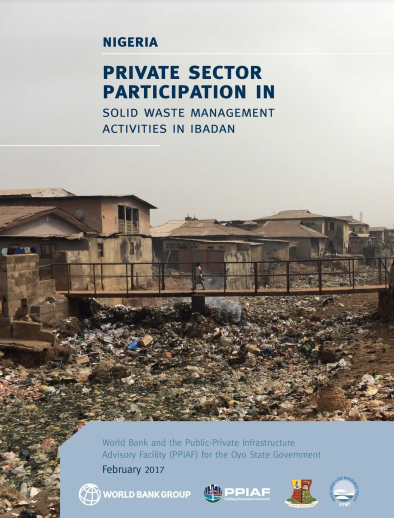 NIGERIA
PRIVATE SECTOR
PARTICIPATION IN
SOLID WASTE MANAGEMENT
ACTIVITIES IN IBADAN
World Bank and the Public-Private Infrastructure
Advisory Facility (PPIAF) for the Oyo State Government
February 2017
WORLD BANK GROUP
PPIAF